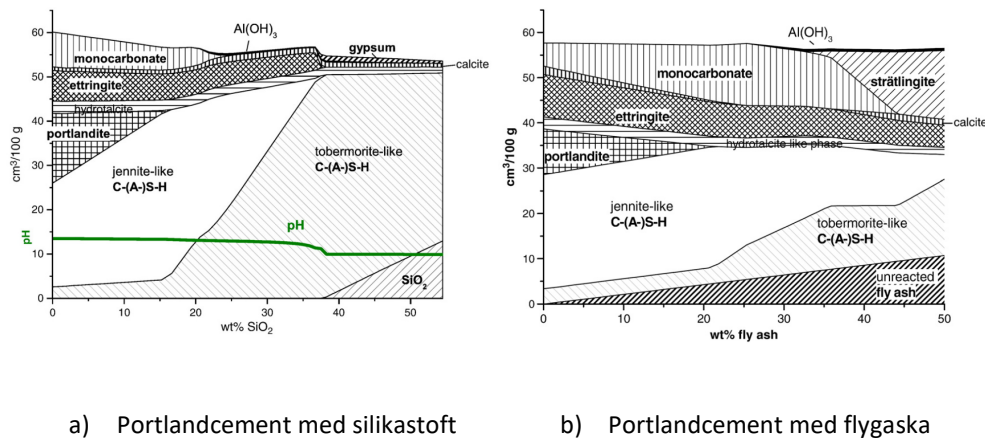 a)
b)
60
50
40
30
20
10
0
cm³/100 g
pH
Al(OH)₃
monocarbonate
gypsum
calcite
ettringite
hydrotalcite
portlandite
jennite-like
C-(A-)S-H
tobermorite-like
C-(A-)S-H
pH
SiO₂
0 10 20 30 40 50
wt% SiO₂
60
50
40
30
20
10
0
cm³/100 g
Al(OH)₃
monocarbonate
strätlingite
ettringite
calcite
hydrotalcite like phase
portlandite
jennite-like
C-(A-)S-H
tobermorite-like
C-(A-)S-H
unreacted
fly ash
0 10 20 30 40 50
wt% fly ash
a) Portlandcement med silikastoft
b) Portlandcement med flygaska